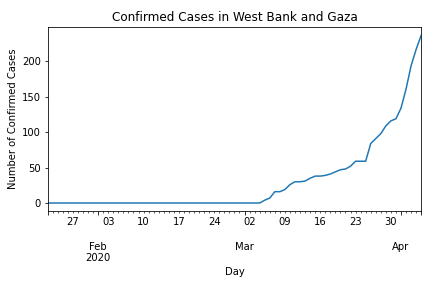 Confirmed Cases in West Bank and Gaza
Number of Confirmed Cases
200
150
100
50
0
27 03 10 17 24 02 09 16 23 30
Feb Mar Apr
2020
Day